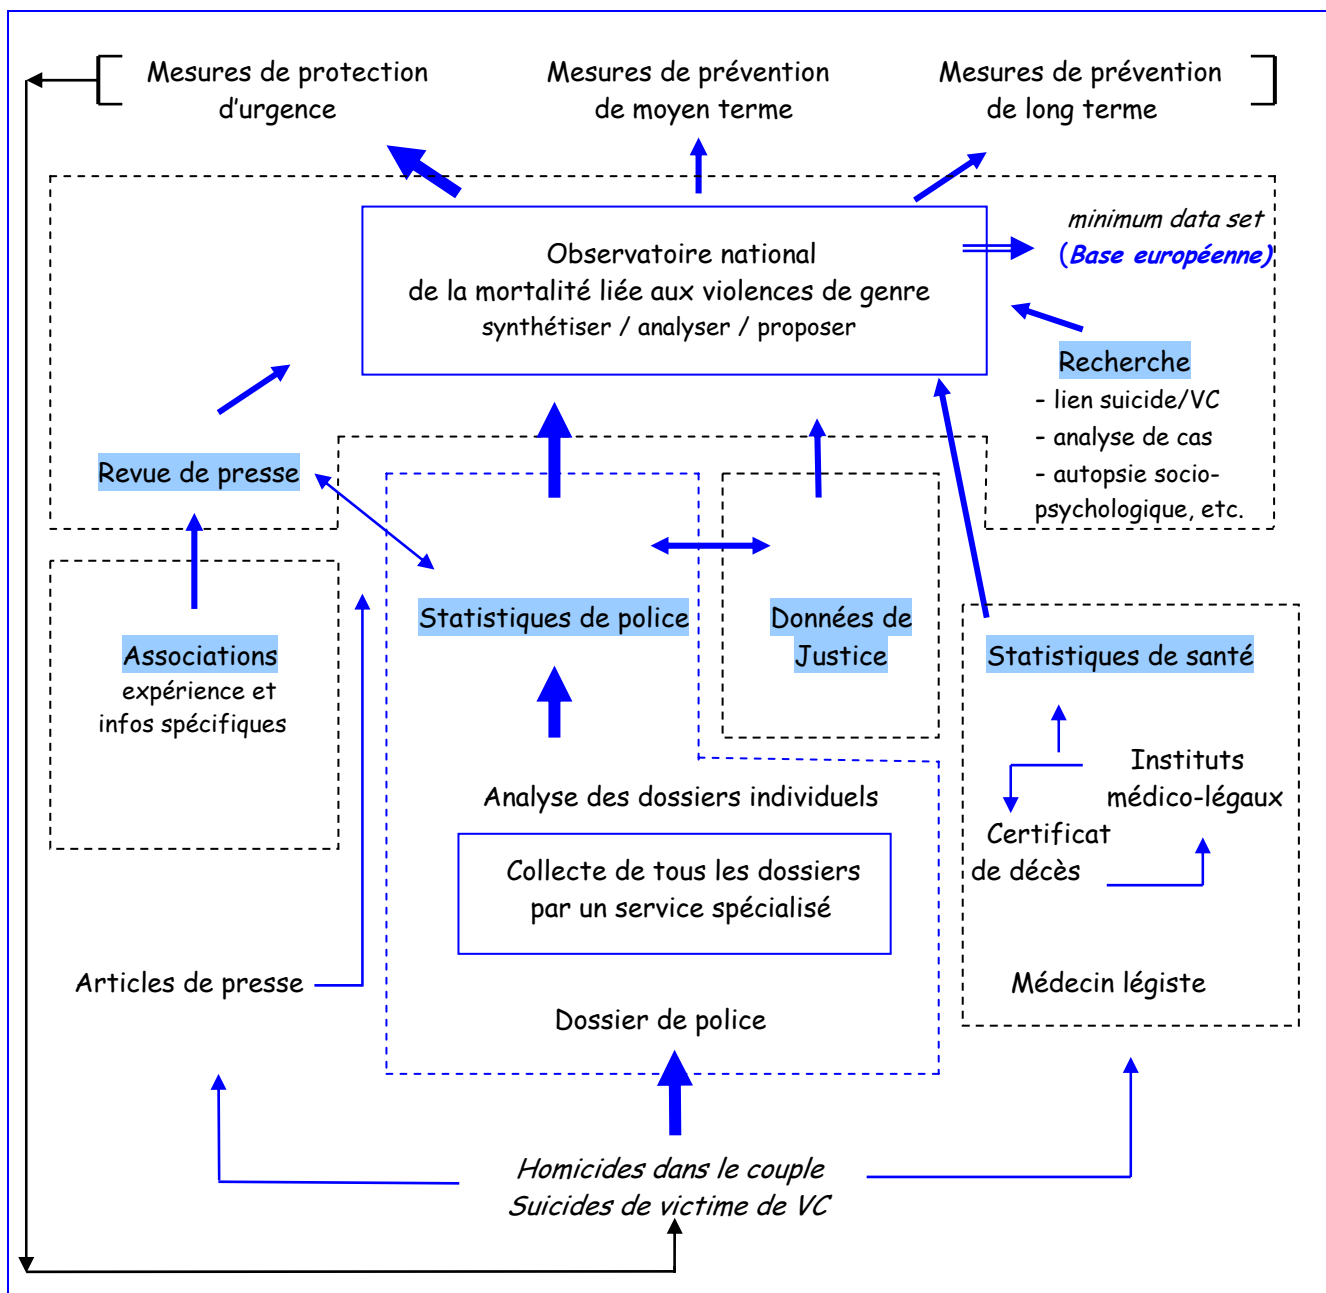 Mesures de protection
d'urgence
Mesures de prévention
de moyen terme
Mesures de prévention
de long terme
minimum data set
(Base européenne)
Observatoire national
de la mortalité liée aux violences de genre
synthétiser / analyser / proposer
Recherche
- lien suicide/VC
- analyse de cas
- autopsie socio-
psychologique, etc.
Revue de presse
Statistiques de police
Données de
Justice
Statistiques de santé
Associations
expérience et
infos spécifiques
Analyse des dossiers individuels
Instituts
médico-légaux
Certificat
de décès
Collecte de tous les dossiers
par un service spécialisé
Articles de presse
Médecin légiste
Dossier de police
Homicides dans le couple
Suicides de victime de VC